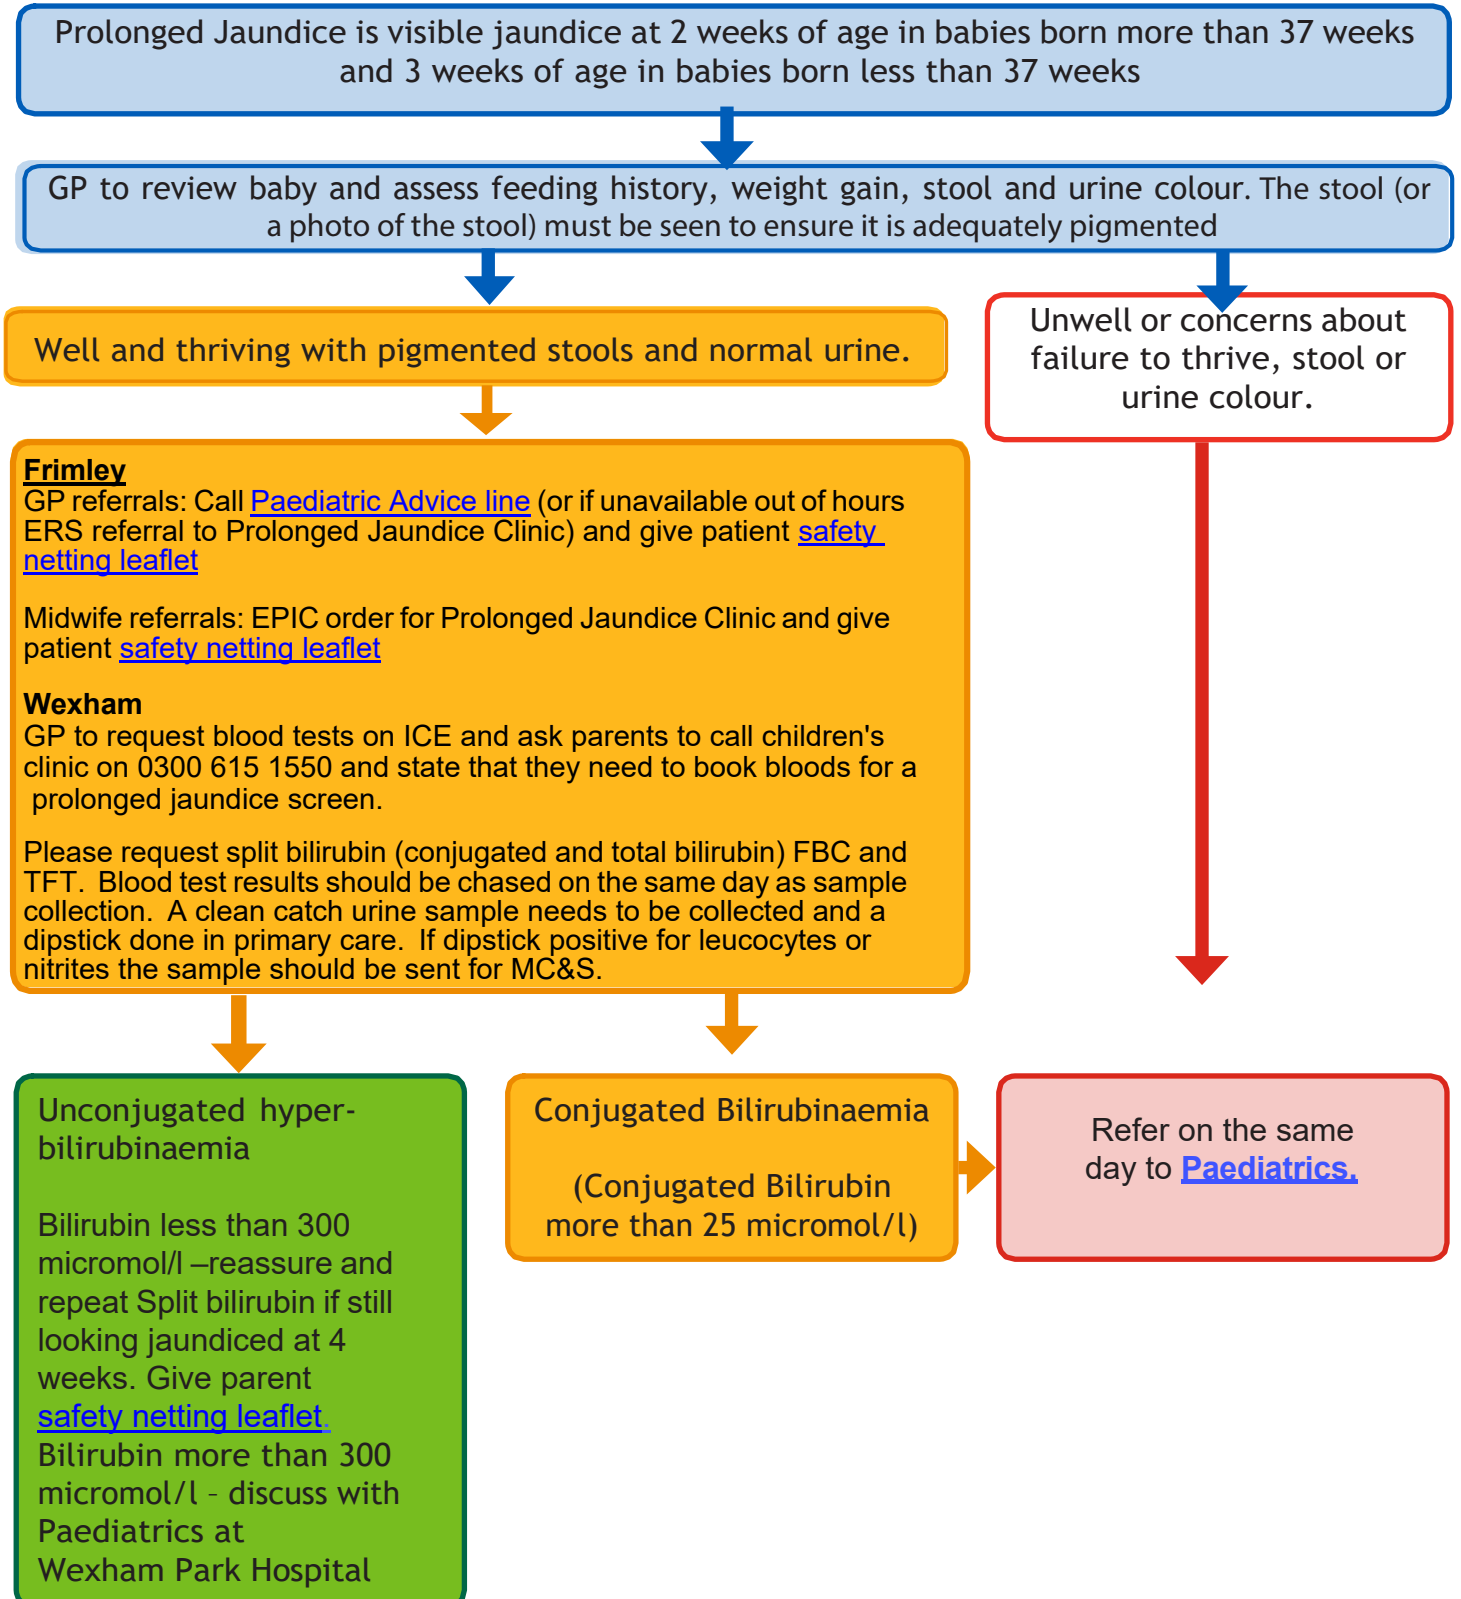 Prolonged Jaundice is visible jaundice at 2 weeks of age in babies born more than 37 weeks
and 3 weeks of age in babies born less than 37 weeks
GP to review baby and assess feeding history, weight gain, stool and urine colour. The stool (or
a photo of the stool) must be seen to ensure it is adequately pigmented
Well and thriving with pigmented stools and normal urine.
Unwell or concerns about
failure to thrive, stool or
urine colour.
Frimley
GP referrals: Call Paediatric Advice line (or if unavailable out of hours
ERS referral to Prolonged Jaundice Clinic) and give patient safety
netting leaflet
Midwife referrals: EPIC order for Prolonged Jaundice Clinic and give
patient safety netting leaflet
Wexham
GP to request blood tests on ICE and ask parents to call children's
clinic on 0300 615 1550 and state that they need to book bloods for a
prolonged jaundice screen.
Please request split bilirubin (conjugated and total bilirubin) FBC and
TFT. Blood test results should be chased on the same day as sample
collection. A clean catch urine sample needs to be collected and a
dipstick done in primary care. If dipstick positive for leucocytes or
nitrites the sample should be sent for MC&S.
Unconjugated hyper-
bilirubinaemia
Bilirubin less than 300
micromol/l –reassure and
repeat Split bilirubin if still
looking jaundiced at 4
weeks. Give parent
safety netting leaflet.
Bilirubin more than 300
micromol/l – discuss with
Paediatrics at
Wexham Park Hospital
Conjugated Bilirubinaemia
(Conjugated Bilirubin
more than 25 micromol/l)
Refer on the same
day to Paediatrics.